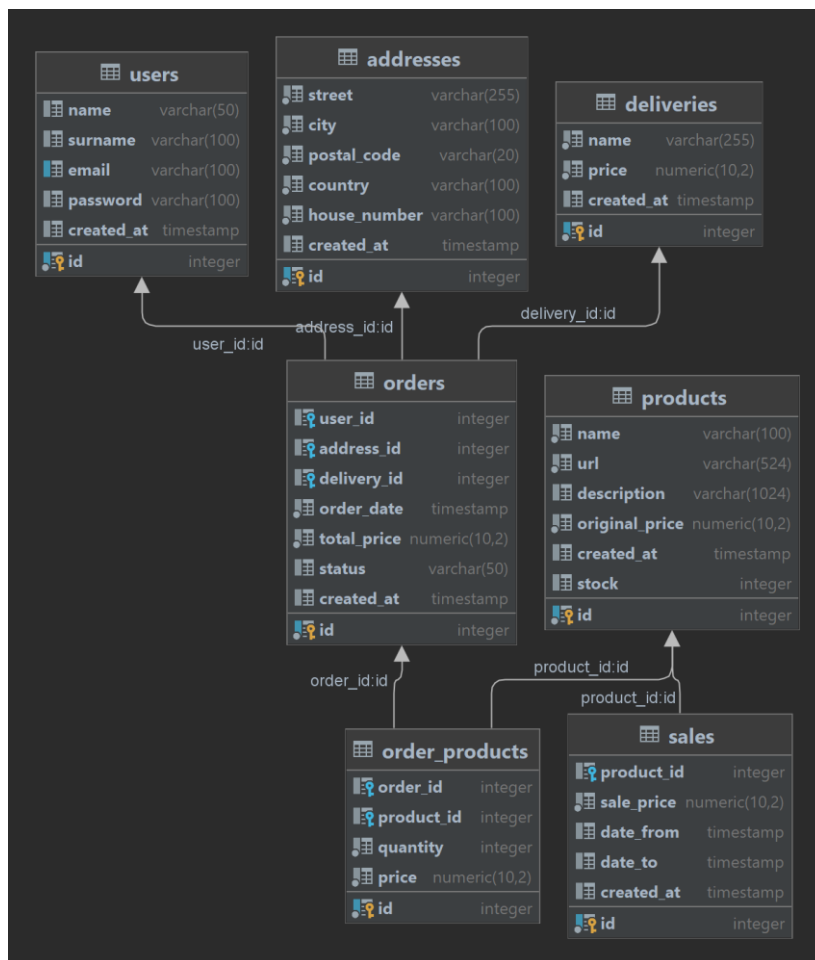 users
name varchar(50)
surname varchar(100)
email varchar(100)
password varchar(100)
created_at timestamp
id integer
addresses
street varchar(255)
city varchar(100)
postal_code varchar(20)
country varchar(100)
house_number varchar(100)
created_at timestamp
id integer
deliveries
name varchar(255)
price numeric(10,2)
created_at timestamp
id integer
user_id:id
address_id:id
delivery_id:id
orders
user_id integer
address_id integer
delivery_id integer
order_date timestamp
total_price numeric(10,2)
status varchar(50)
created_at timestamp
id integer
products
name varchar(100)
url varchar(524)
description varchar(1024)
original_price numeric(10,2)
created_at timestamp
stock integer
id integer
order_id:id
product_id:id
product_id:id
order_products
order_id integer
product_id integer
quantity integer
price numeric(10,2)
id integer
sales
product_id integer
sale_price numeric(10,2)
date_from timestamp
date_to timestamp
created_at timestamp
id integer